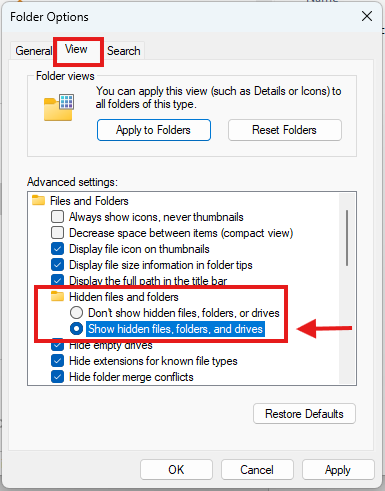 Folder Options
General View Search
Folder views
You can apply this view (such as Details or Icons) to
all folders of this type.
Apply to Folders Reset Folders
Advanced settings:
Files and Folders
Always show icons, never thumbnails
Decrease space between items (compact view)
Display file icon on thumbnails
Display file size information in folder tips
Display the full path in the title bar
Hidden files and folders
Don't show hidden files, folders, or drives
Show hidden files, folders, and drives
Hide empty drives
Hide extensions for known file types
Hide folder merge conflicts
Restore Defaults
OK Cancel Apply